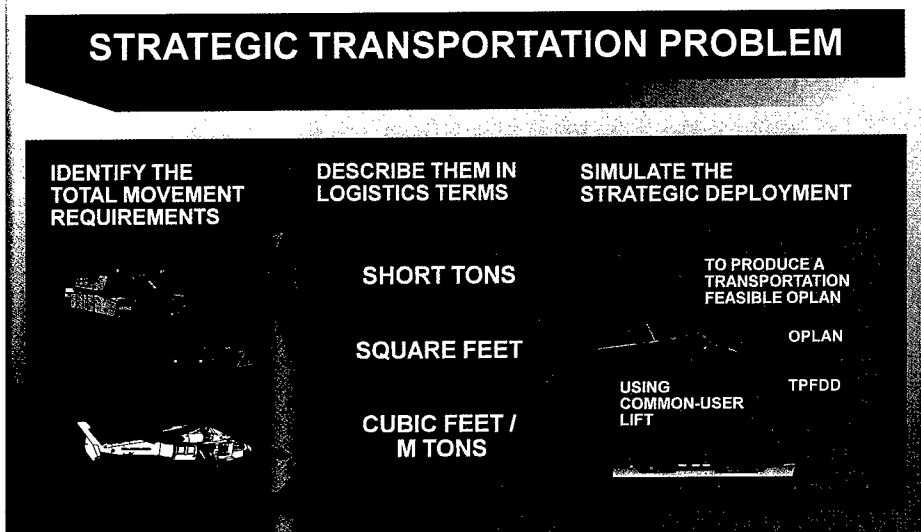 STRATEGIC TRANSPORTATION PROBLEM
IDENTIFY THE
TOTAL MOVEMENT
REQUIREMENTS
DESCRIBE THEM IN
LOGISTICS TERMS
SHORT TONS
SQUARE FEET
CUBIC FEET /
M TONS
SIMULATE THE
STRATEGIC DEPLOYMENT
TO PRODUCE A
TRANSPORTATION
FEASIBLE OPLAN
OPLAN
TPFDD
USING
COMMON-USER
LIFT